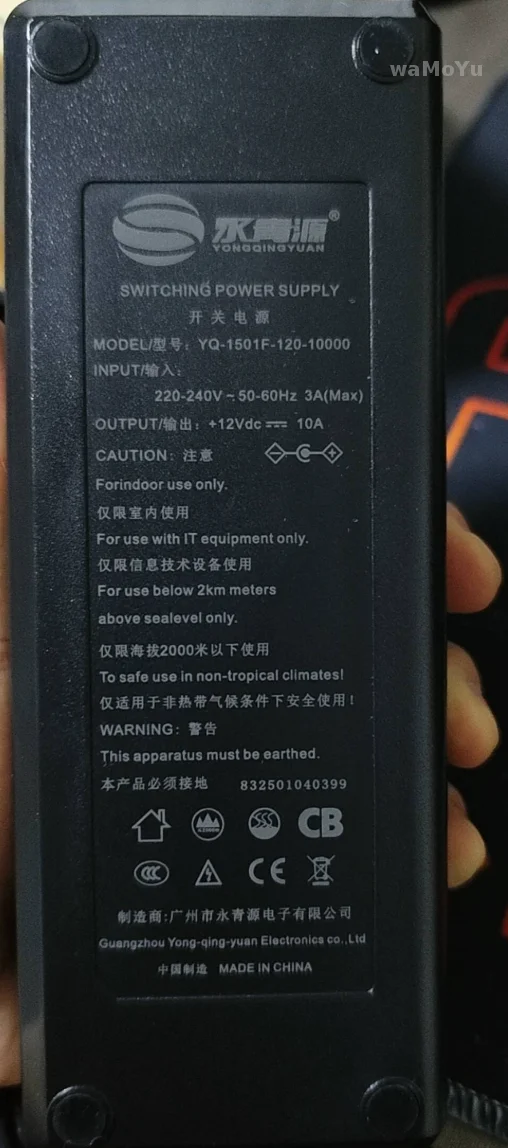 waMoYu
永青源®
YONGQINGYUAN
SWITCHING POWER SUPPLY
开关电源
MODEL/型号: YQ-1501F-120-10000
INPUT/输入:
220-240V ~ 50-60Hz 3A(Max)
OUTPUT/输出: +12Vdc ⎓ 10A
CAUTION: 注意
Forindoor use only.
仅限室内使用
For use with IT equipment only.
仅限信息技术设备使用
For use below 2km meters
above sealevel only.
仅限海拔2000米以下使用
To safe use in non-tropical climates!
仅适用于非热带气候条件下安全使用!
WARNING: 警告
This apparatus must be earthed.
本产品必须接地 832501040399
CB
CCC CE
制造商:广州市永青源电子有限公司
Guangzhou Yong-qing-yuan Electronics co.,Ltd
中国制造 MADE IN CHINA